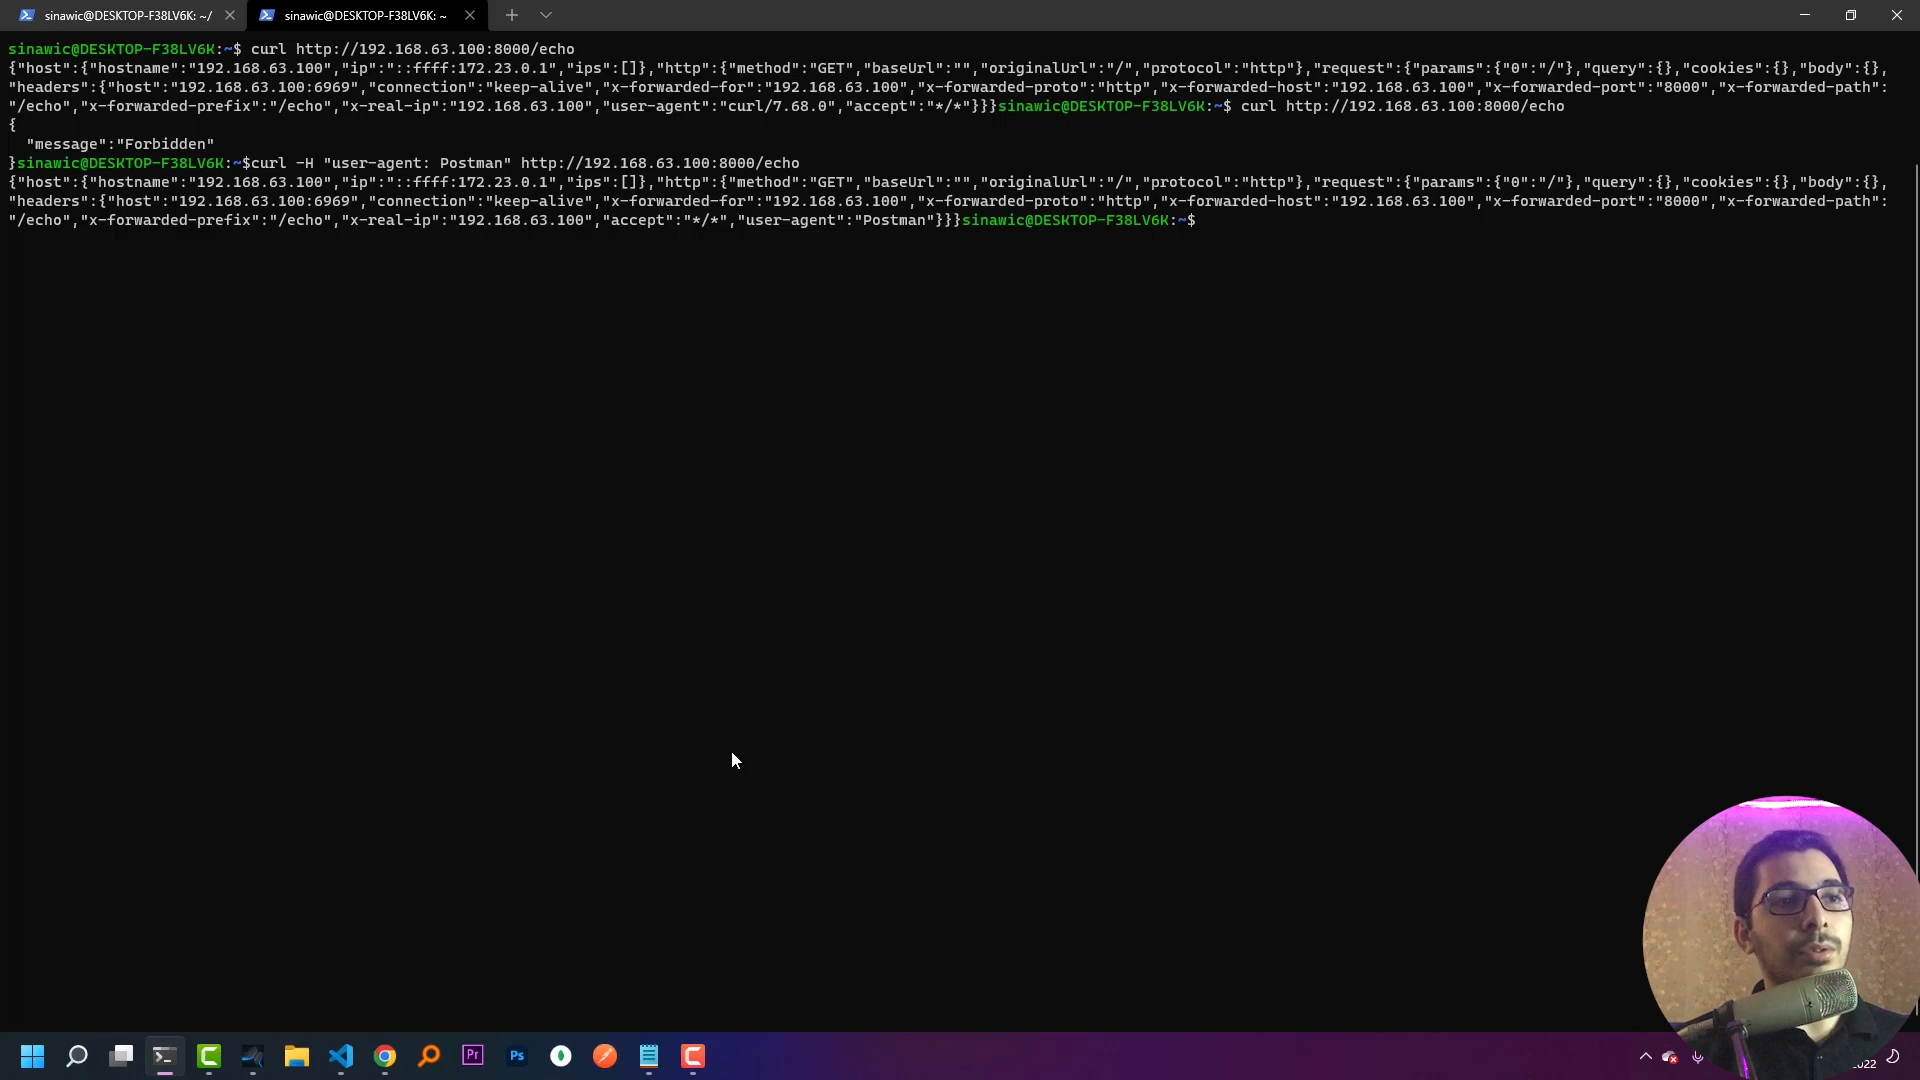 sinawic@DESKTOP-F38LV6K: ~/
sinawic@DESKTOP-F38LV6K: ~
sinawic@DESKTOP-F38LV6K:~$ curl http://192.168.63.100:8000/echo
{"host":{"hostname":"192.168.63.100","ip":"::ffff:172.23.0.1","ips":[]},"http":{"method":"GET","baseUrl":"","originalUrl":"/","protocol":"http"},"request":{"params":{"0":"/"},"query":{},"cookies":{},"body":{},
"headers":{"host":"192.168.63.100:6969","connection":"keep-alive","x-forwarded-for":"192.168.63.100","x-forwarded-proto":"http","x-forwarded-host":"192.168.63.100","x-forwarded-port":"8000","x-forwarded-path":
"/echo","x-forwarded-prefix":"/echo","x-real-ip":"192.168.63.100","user-agent":"curl/7.68.0","accept":"*/*"}}}sinawic@DESKTOP-F38LV6K:~$ curl http://192.168.63.100:8000/echo
{
  "message":"Forbidden"
}sinawic@DESKTOP-F38LV6K:~$curl -H "user-agent: Postman" http://192.168.63.100:8000/echo
{"host":{"hostname":"192.168.63.100","ip":"::ffff:172.23.0.1","ips":[]},"http":{"method":"GET","baseUrl":"","originalUrl":"/","protocol":"http"},"request":{"params":{"0":"/"},"query":{},"cookies":{},"body":{},
"headers":{"host":"192.168.63.100:6969","connection":"keep-alive","x-forwarded-for":"192.168.63.100","x-forwarded-proto":"http","x-forwarded-host":"192.168.63.100","x-forwarded-port":"8000","x-forwarded-path":
"/echo","x-forwarded-prefix":"/echo","x-real-ip":"192.168.63.100","accept":"*/*","user-agent":"Postman"}}}sinawic@DESKTOP-F38LV6K:~$
Pr
Ps